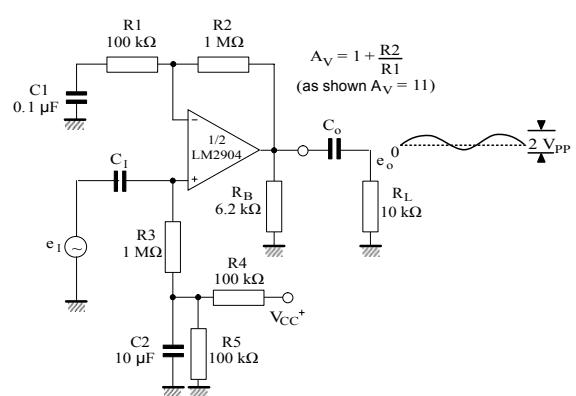 R1
100 kΩ
R2
1 MΩ
A_V = 1 + R2/R1
(as shown A_V = 11)
C1
0.1 µF
1/2
LM2904
−
+
C_I
C_o
0
e_o
2 V_PP
R_B
6.2 kΩ
R_L
10 kΩ
e_I
~
R3
1 MΩ
R4
100 kΩ
V_CC+
C2
10 µF
R5
100 kΩ